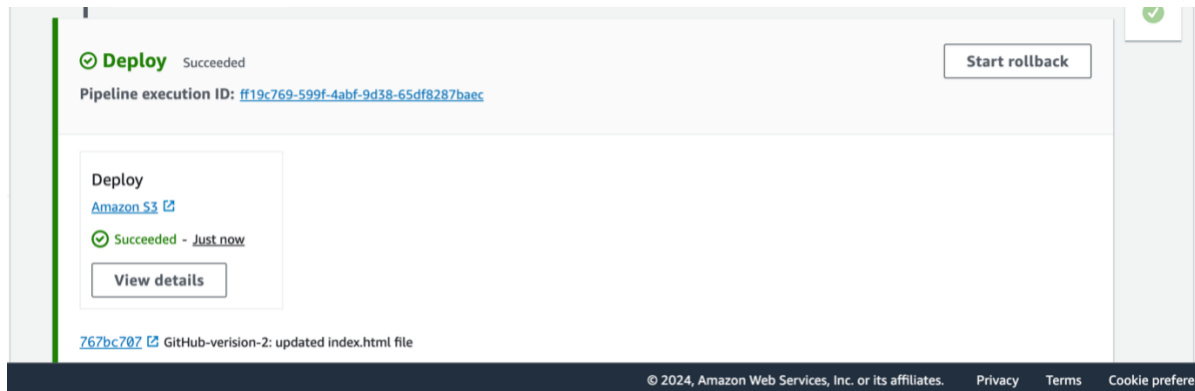 Deploy Succeeded
Start rollback
Pipeline execution ID: ff19c769-599f-4abf-9d38-65df8287baec
Deploy
Amazon S3
Succeeded - Just now
View details
767bc707 GitHub-verision-2: updated index.html file
© 2024, Amazon Web Services, Inc. or its affiliates. Privacy Terms Cookie prefere